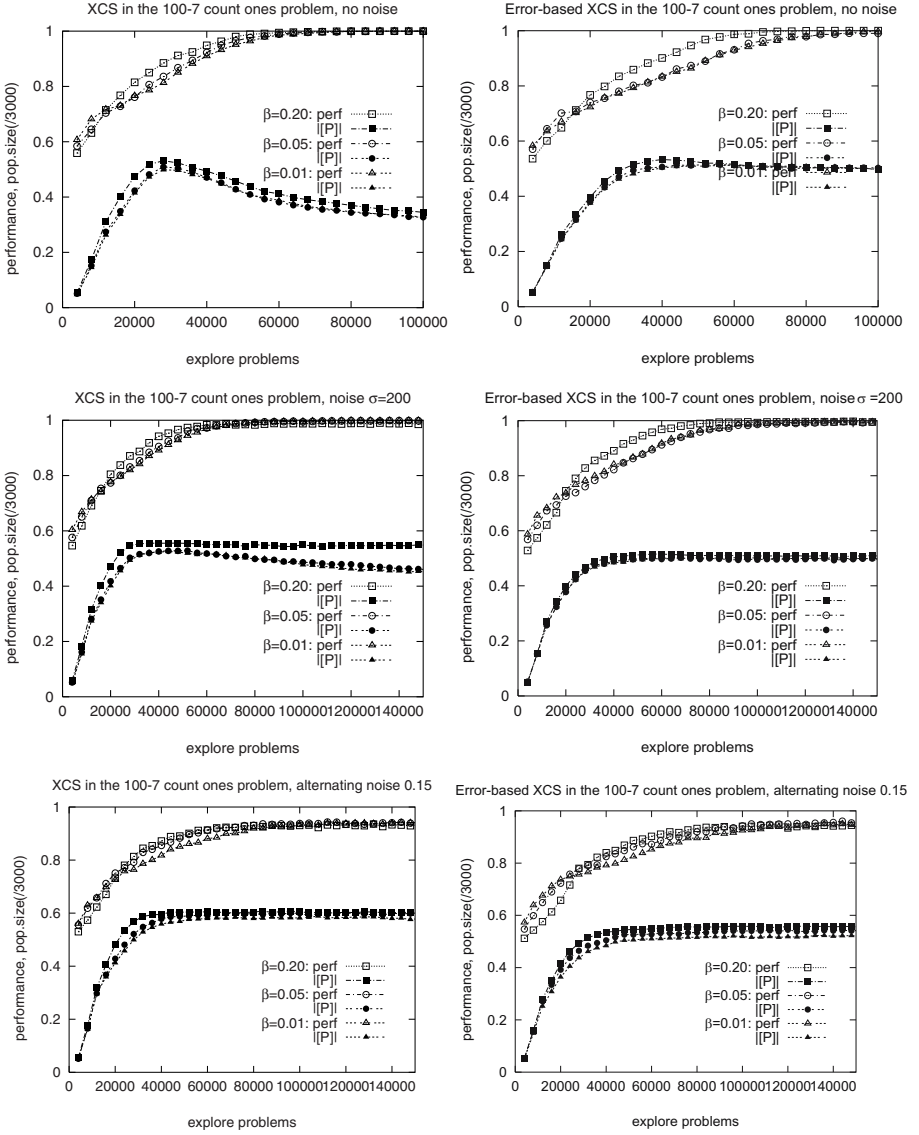 XCS in the 100-7 count ones problem, no noise
performance, pop.size(/3000)
1
0.8
0.6
0.4
0.2
0
β=0.20: perf
|[P]|
β=0.05: perf
|[P]|
β=0.01: perf
|[P]|
0 20000 40000 60000 80000 100000
explore problems
Error-based XCS in the 100-7 count ones problem, no noise
performance, pop.size(/3000)
1
0.8
0.6
0.4
0.2
0
β=0.20: perf
|[P]|
β=0.05: perf
|[P]|
β=0.01: perf
|[P]|
0 20000 40000 60000 80000 100000
explore problems
XCS in the 100-7 count ones problem, noise σ=200
performance, pop.size(/3000)
1
0.8
0.6
0.4
0.2
0
β=0.20: perf
|[P]|
β=0.05: perf
|[P]|
β=0.01: perf
|[P]|
0 20000 40000 60000 80000 100000120000140000
explore problems
Error-based XCS in the 100-7 count ones problem, noise σ =200
performance, pop.size(/3000)
1
0.8
0.6
0.4
0.2
0
β=0.20: perf
|[P]|
β=0.05: perf
|[P]|
β=0.01: perf
|[P]|
0 20000 40000 60000 80000 100000120000140000
explore problems
XCS in the 100-7 count ones problem, alternating noise 0.15
performance, pop.size(/3000)
1
0.8
0.6
0.4
0.2
0
β=0.20: perf
|[P]|
β=0.05: perf
|[P]|
β=0.01: perf
|[P]|
0 20000 40000 60000 80000 100000120000140000
explore problems
Error-based XCS in the 100-7 count ones problem, alternating noise 0.15
performance, pop.size(/3000)
1
0.8
0.6
0.4
0.2
0
β=0.20: perf
|[P]|
β=0.05: perf
|[P]|
β=0.01: perf
|[P]|
0 20000 40000 60000 80000 100000120000140000
explore problems